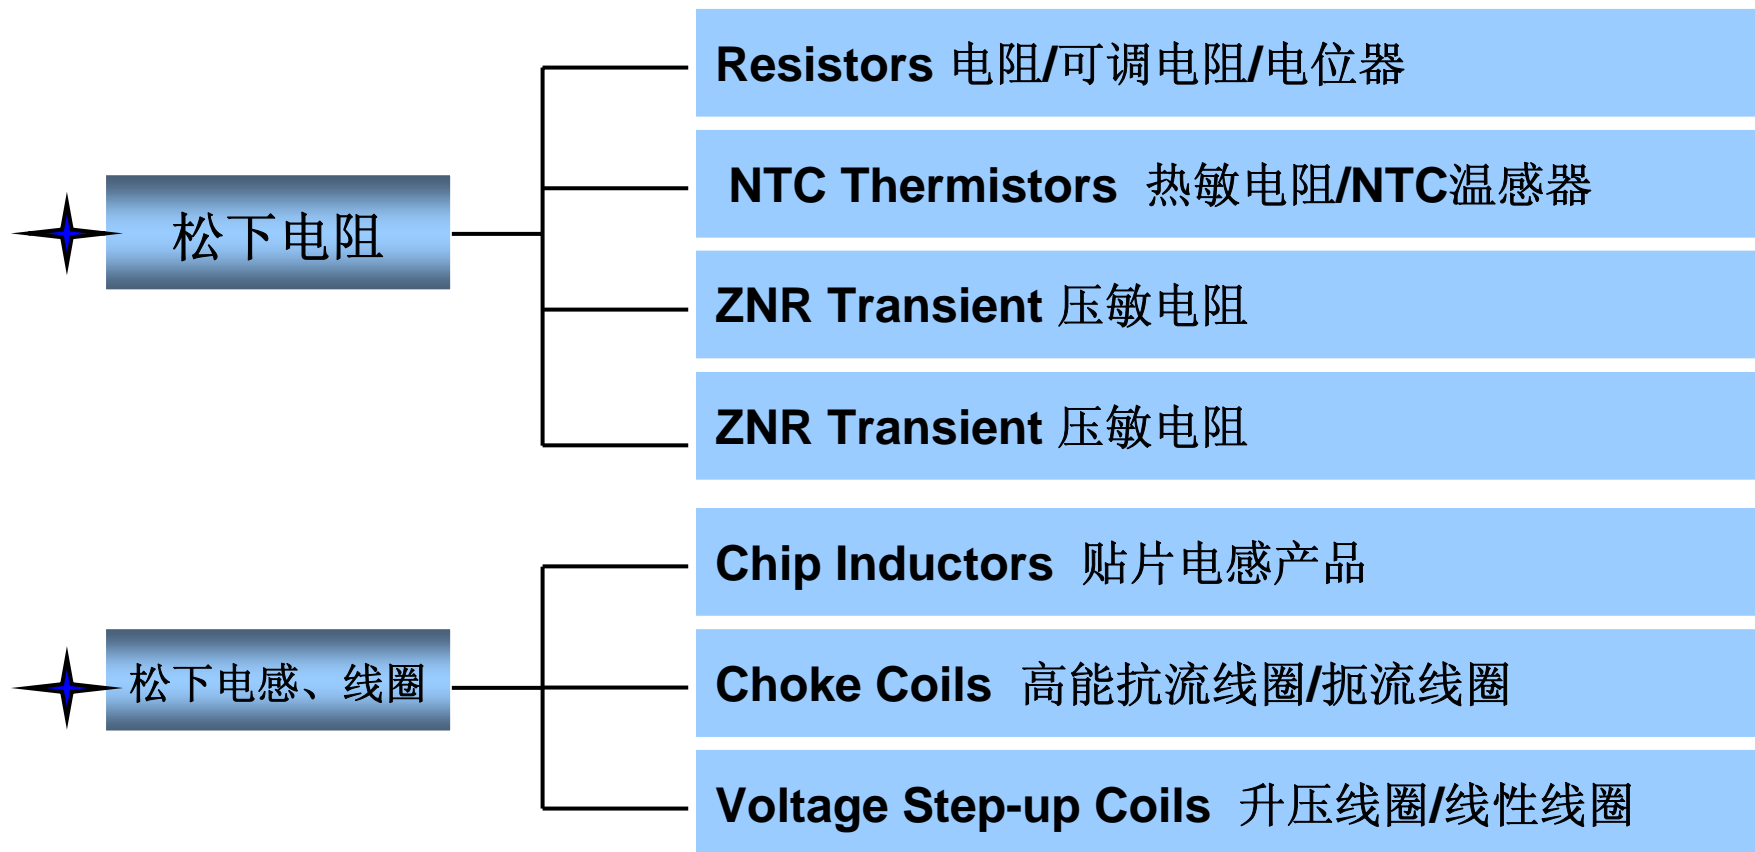 Resistors 电阻/可调电阻/电位器
NTC Thermistors 热敏电阻/NTC温感器
松下电阻
ZNR Transient 压敏电阻
ZNR Transient 压敏电阻
Chip Inductors 贴片电感产品
松下电感、线圈
Choke Coils 高能抗流线圈/扼流线圈
Voltage Step-up Coils 升压线圈/线性线圈